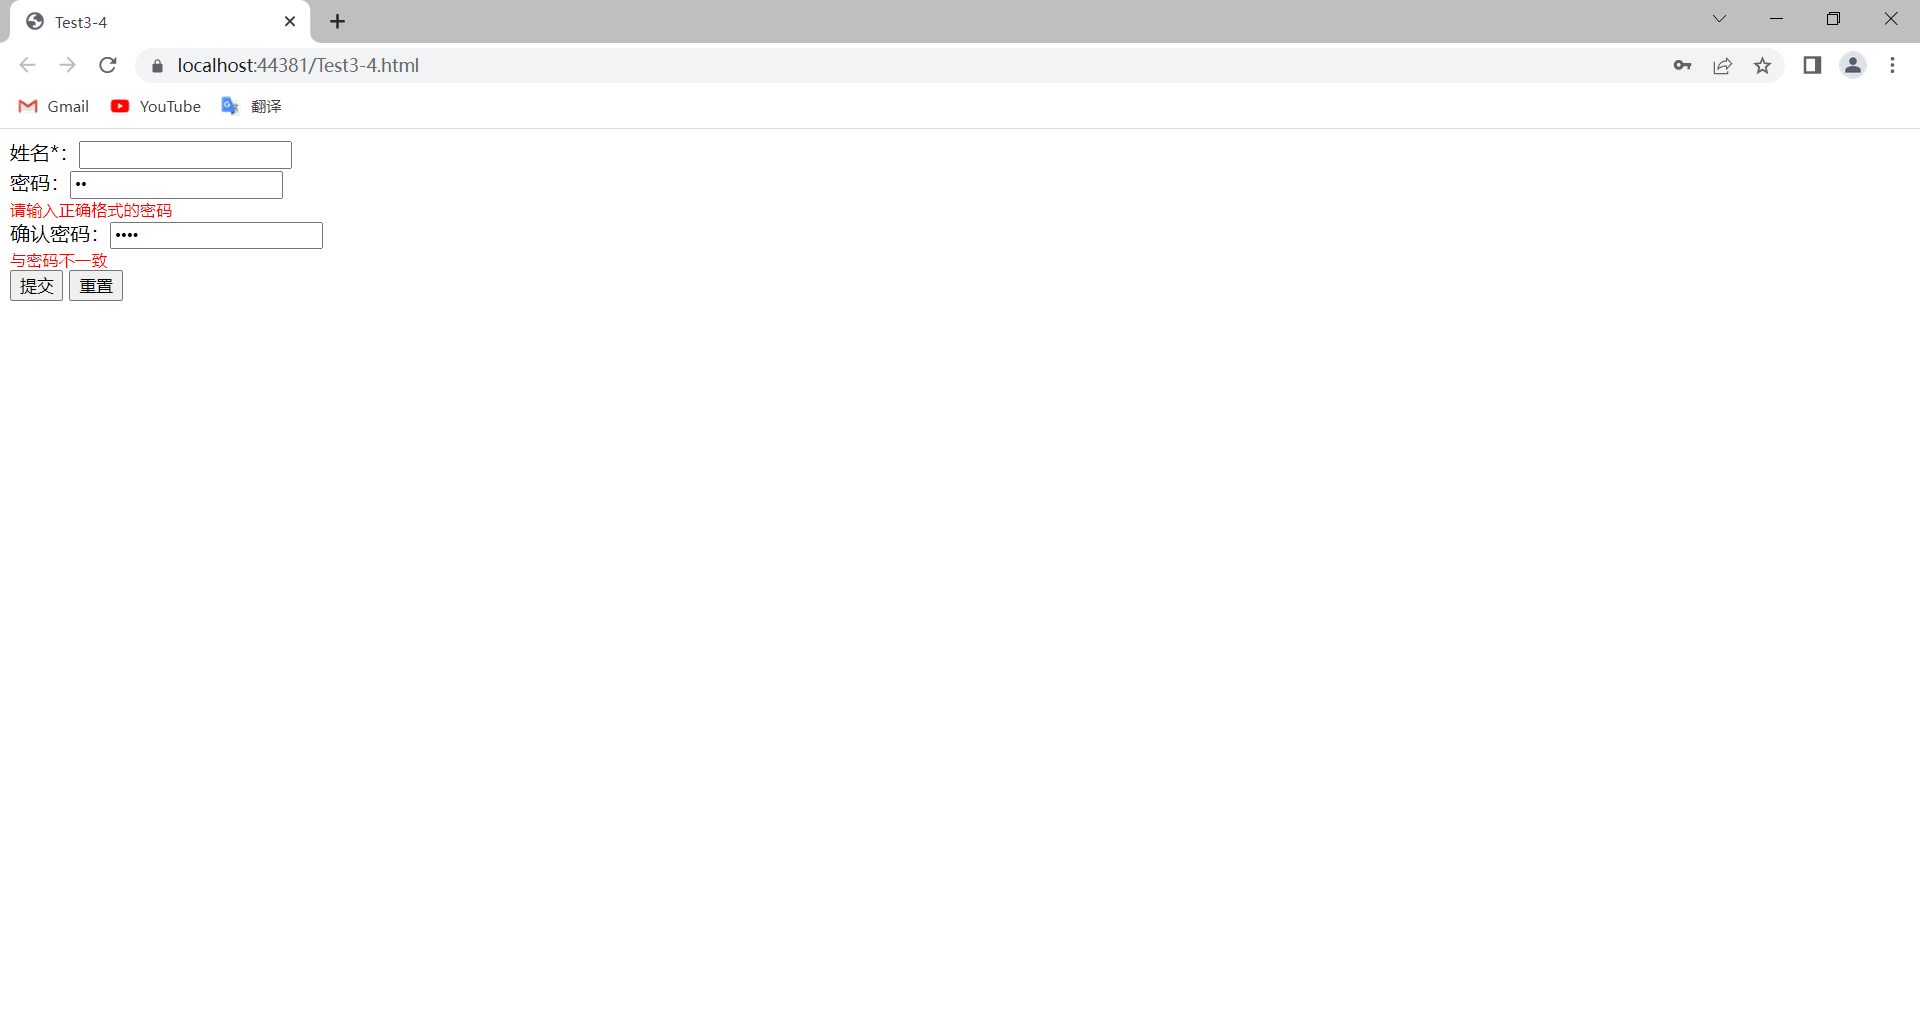 Test3-4
localhost:44381/Test3-4.html
Gmail YouTube 翻译
姓名*：
密码：
请输入正确格式的密码
确认密码：
与密码不一致
提交 重置